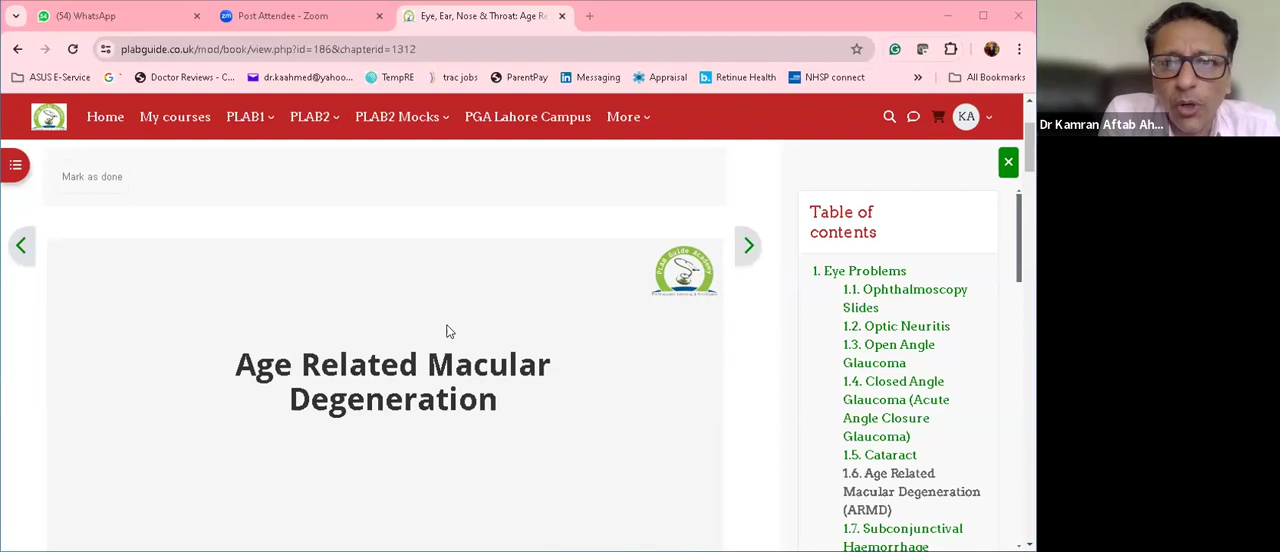 (54) WhatsApp
Post Attendee - Zoom
Eye, Ear, Nose & Throat: Age Re
plabguide.co.uk/mod/book/view.php?id=186&chapterid=1312
ASUS E-Service
Doctor Reviews - C...
dr.kaahmed@yahoo...
TempRE
trac jobs
ParentPay
Messaging
Appraisal
Retinue Health
NHSP connect
All Bookmarks
Home
My courses
PLAB1
PLAB2
PLAB2 Mocks
PGA Lahore Campus
More
KA
Dr Kamran Aftab Ah...
Mark as done
PLAB Guide Academy
Age Related Macular
Degeneration
Table of
contents
1. Eye Problems
1.1. Ophthalmoscopy
Slides
1.2. Optic Neuritis
1.3. Open Angle
Glaucoma
1.4. Closed Angle
Glaucoma (Acute
Angle Closure
Glaucoma)
1.5. Cataract
1.6. Age Related
Macular Degeneration
(ARMD)
1.7. Subconjunctival
Haemorrhage